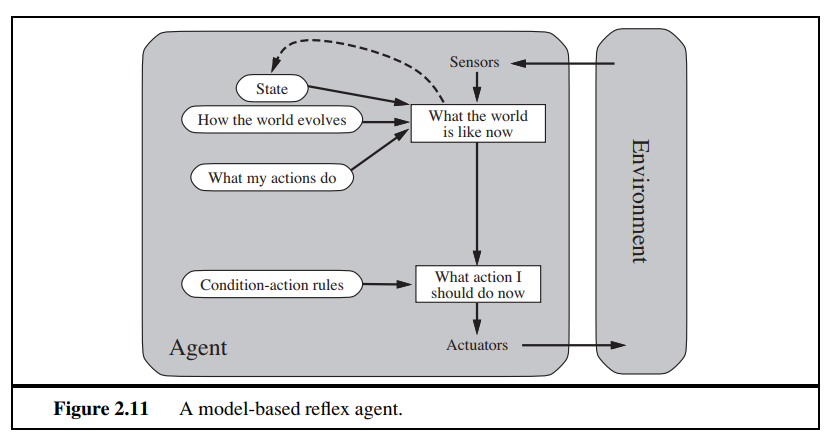 Sensors
State
What the world
is like now
How the world evolves
What my actions do
Environment
Condition-action rules
What action I
should do now
Agent
Actuators
Figure 2.11 A model-based reflex agent.